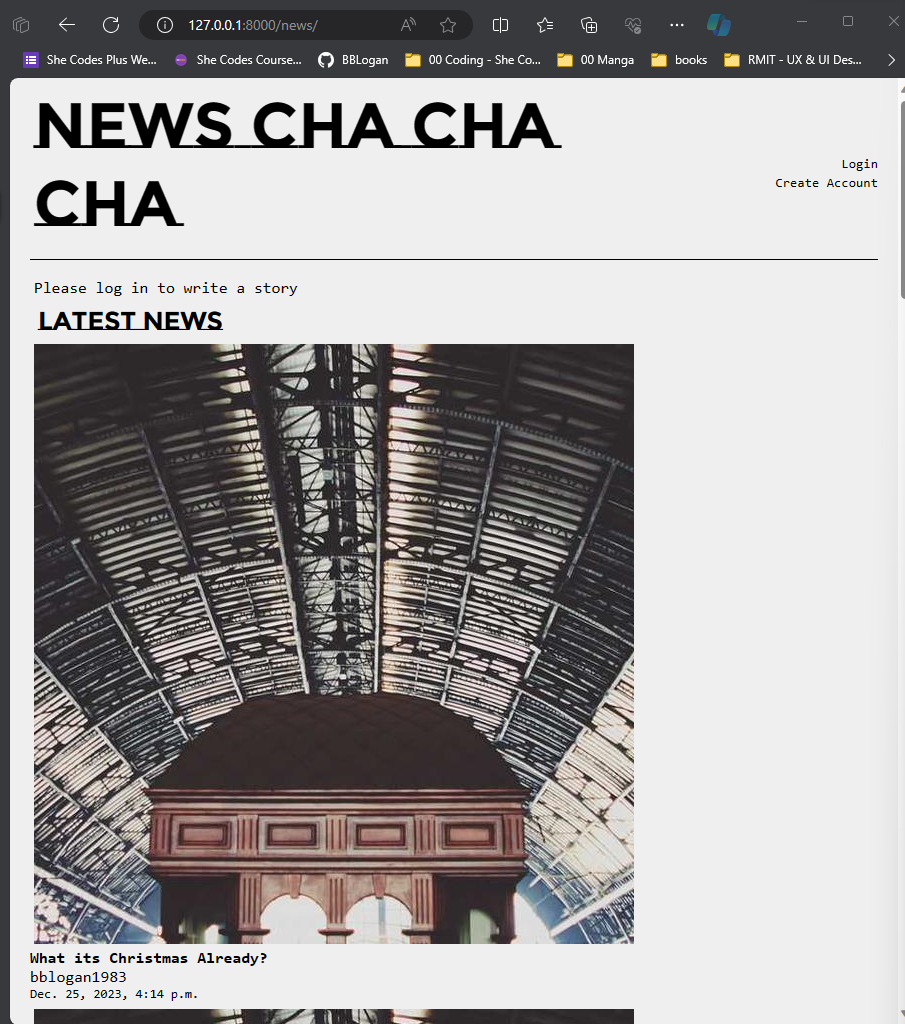 127.0.0.1:8000/news/
She Codes Plus We... She Codes Course... BBLogan 00 Coding - She Co... 00 Manga books RMIT - UX & UI Des...
NEWS CHA CHA
CHA
Login
Create Account
Please log in to write a story
LATEST NEWS
What its Christmas Already?
bblogan1983
Dec. 25, 2023, 4:14 p.m.